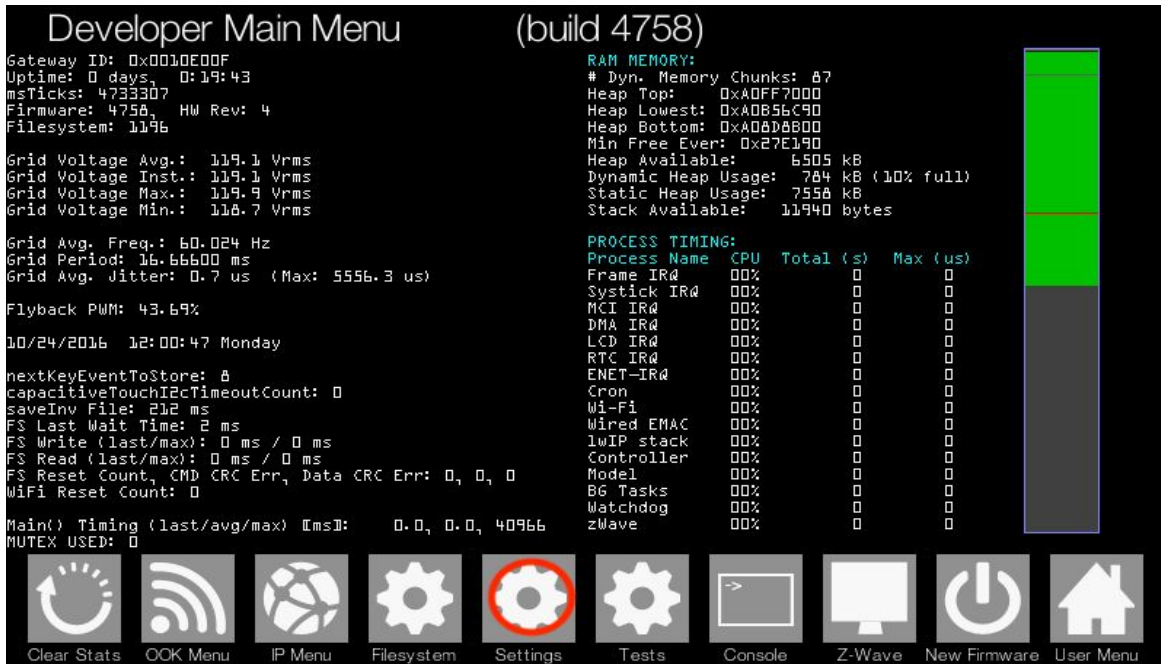 Developer Main Menu (build 4758)
Gateway ID: 0x0010E00F
Uptime: 0 days, 0:19:43
msTicks: 4733307
Firmware: 4758, HW Rev: 4
Filesystem: 1196
Grid Voltage Avg.: 119.1 Vrms
Grid Voltage Inst.: 119.1 Vrms
Grid Voltage Max.: 119.9 Vrms
Grid Voltage Min.: 118.7 Vrms
Grid Avg. Freq.: 60.024 Hz
Grid Period: 16.66600 ms
Grid Avg. Jitter: 0.7 us (Max: 5556.3 us)
Flyback PWM: 43.69%
10/24/2016 12:00:47 Monday
nextKeyEventToStore: 8
capacitiveTouchI2cTimeoutCount: 0
saveInv File: 212 ms
FS Last Wait Time: 2 ms
FS Write (last/max): 0 ms / 0 ms
FS Read (last/max): 0 ms / 0 ms
FS Reset Count, CMD CRC Err, Data CRC Err: 0, 0, 0
WiFi Reset Count: 0
Main() Timing (last/avg/max) [ms]: 0.0, 0.0, 40966
MUTEX USED: 0
RAM MEMORY:
# Dyn. Memory Chunks: 87
Heap Top: 0xA0FF7000
Heap Lowest: 0xA0B56C90
Heap Bottom: 0xA08D8B00
Min Free Ever: 0x27E190
Heap Available: 6505 kB
Dynamic Heap Usage: 784 kB (10% full)
Static Heap Usage: 7558 kB
Stack Available: 11940 bytes
PROCESS TIMING:
Process Name CPU Total (s) Max (us)
Frame IRQ 00% 0 0
Systick IRQ 00% 0 0
MCI IRQ 00% 0 0
DMA IRQ 00% 0 0
LCD IRQ 00% 0 0
RTC IRQ 00% 0 0
ENET-IRQ 00% 0 0
Cron 00% 0 0
Wi-Fi 00% 0 0
Wired EMAC 00% 0 0
lwIP stack 00% 0 0
Controller 00% 0 0
Model 00% 0 0
BG Tasks 00% 0 0
Watchdog 00% 0 0
zWave 00% 0 0
->
Clear Stats OOK Menu IP Menu Filesystem Settings Tests Console Z-Wave New Firmware User Menu